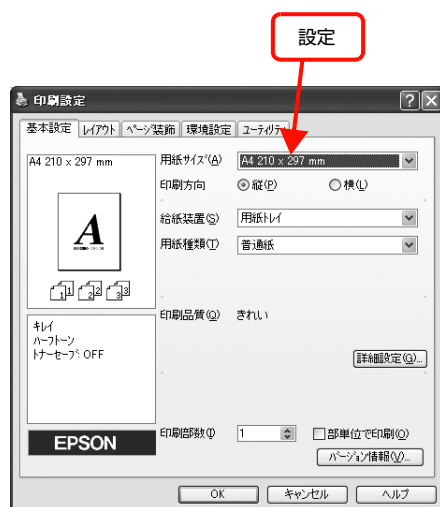 設定
印刷設定
基本設定 レイアウト ページ装飾 環境設定 ユーティリティ
A4 210 x 297 mm
用紙サイズ(A) A4 210 x 297 mm
印刷方向 縦(P) 横(L)
給紙装置(S) 用紙トレイ
用紙種類(T) 普通紙
A
1 1 2 2 3 3
印刷品質(Q) きれい
キレイ
ハーフトーン
トナーセーブ: OFF
詳細設定(G)...
EPSON
印刷部数(I) 1 部単位で印刷(O)
バージョン情報(V)...
OK キャンセル ヘルプ